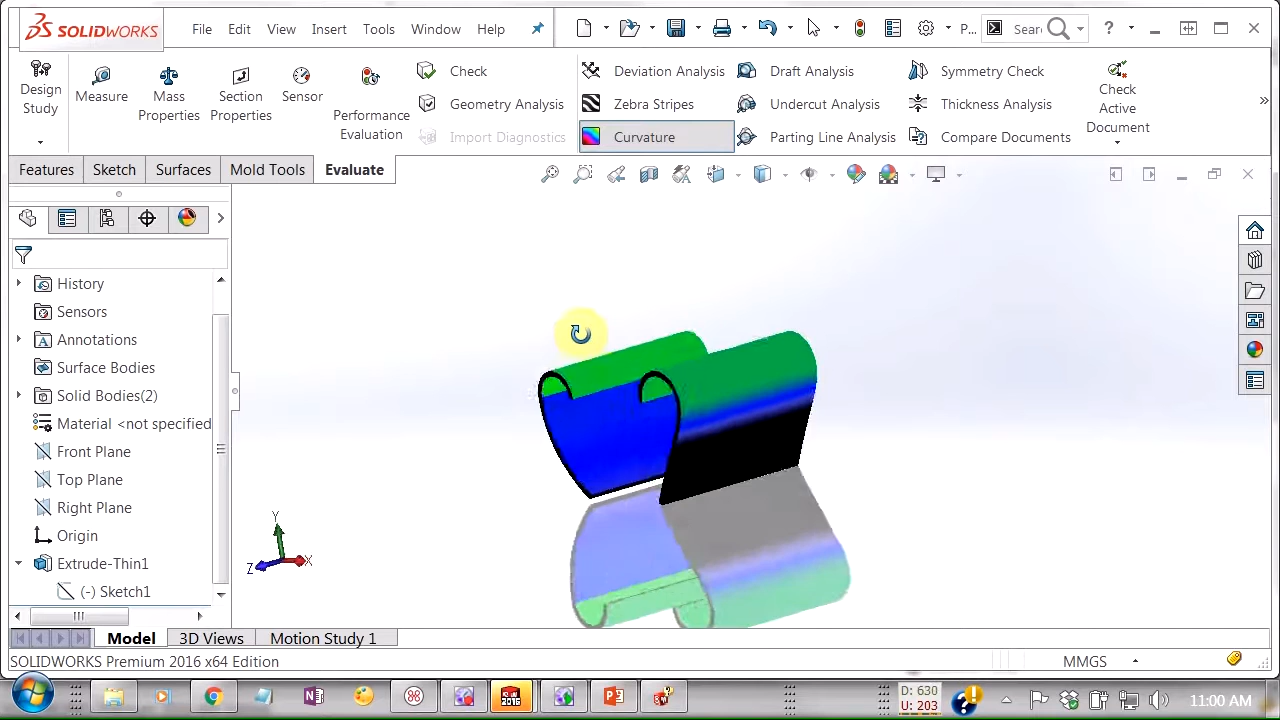 SOLIDWORKS File Edit View Insert Tools Window Help P... Sear ?
Design Study
Measure
Mass Properties
Section Properties
Sensor
Performance Evaluation
Check
Geometry Analysis
Import Diagnostics
Deviation Analysis
Zebra Stripes
Curvature
Draft Analysis
Undercut Analysis
Parting Line Analysis
Symmetry Check
Thickness Analysis
Compare Documents
Check Active Document
Features Sketch Surfaces Mold Tools Evaluate
History
Sensors
Annotations
Surface Bodies
Solid Bodies(2)
Material <not specified
Front Plane
Top Plane
Right Plane
Origin
Extrude-Thin1
(-) Sketch1
Y
Z X
Model 3D Views Motion Study 1
SOLIDWORKS Premium 2016 x64 Edition MMGS
D: 630
U: 203
11:00 AM